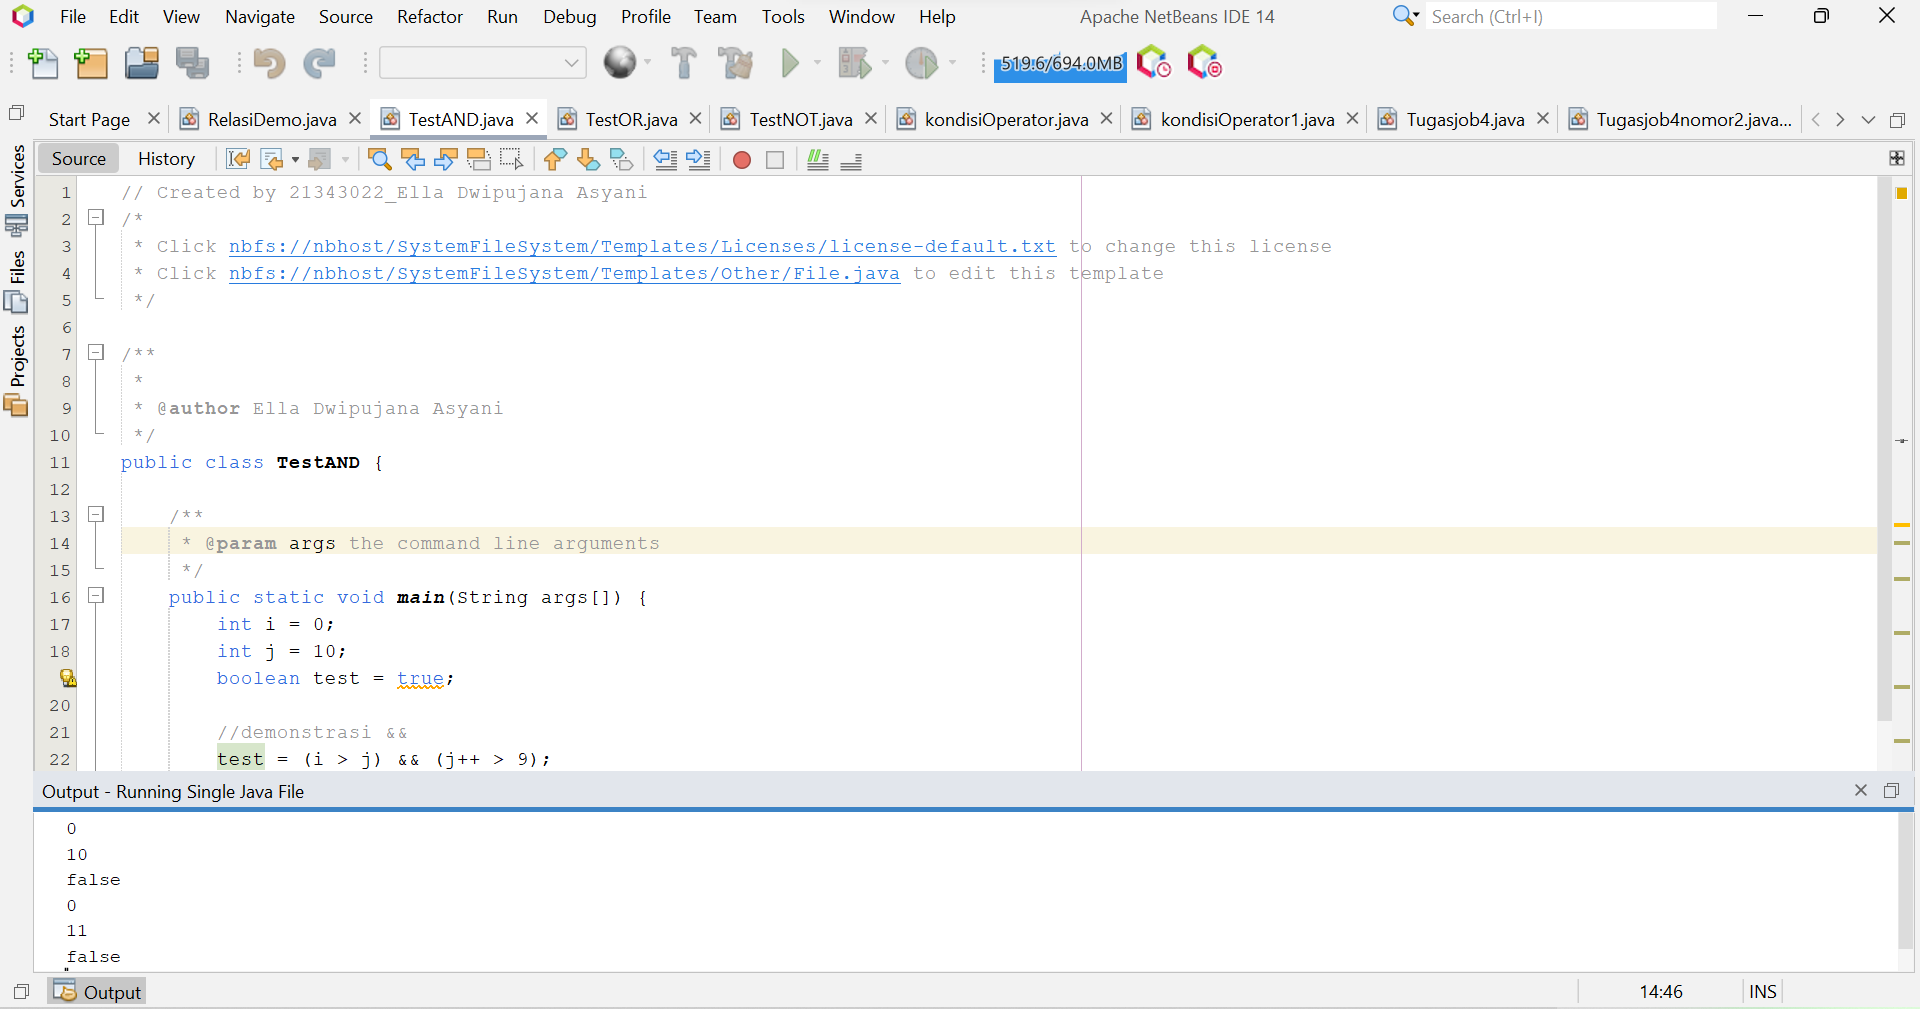 File Edit View Navigate Source Refactor Run Debug Profile Team Tools Window Help Apache NetBeans IDE 14 Search (Ctrl+I)
519.6/694.0MB
Start Page RelasiDemo.java TestAND.java TestOR.java TestNOT.java kondisiOperator.java kondisiOperator1.java Tugasjob4.java Tugasjob4nomor2.java...
Source History
Services
Files
Projects
1 // Created by 21343022_Ella Dwipujana Asyani
2 /*
3 * Click nbfs://nbhost/SystemFileSystem/Templates/Licenses/license-default.txt to change this license
4 * Click nbfs://nbhost/SystemFileSystem/Templates/Other/File.java to edit this template
5 */
6
7 /**
8 *
9 * @author Ella Dwipujana Asyani
10 */
11 public class TestAND {
12
13 /**
14 * @param args the command line arguments
15 */
16 public static void main(String args[]) {
17 int i = 0;
18 int j = 10;
boolean test = true;
20
21 //demonstrasi &&
22 test = (i > j) && (j++ > 9);
Output - Running Single Java File
0
10
false
0
11
false
Output 14:46 INS